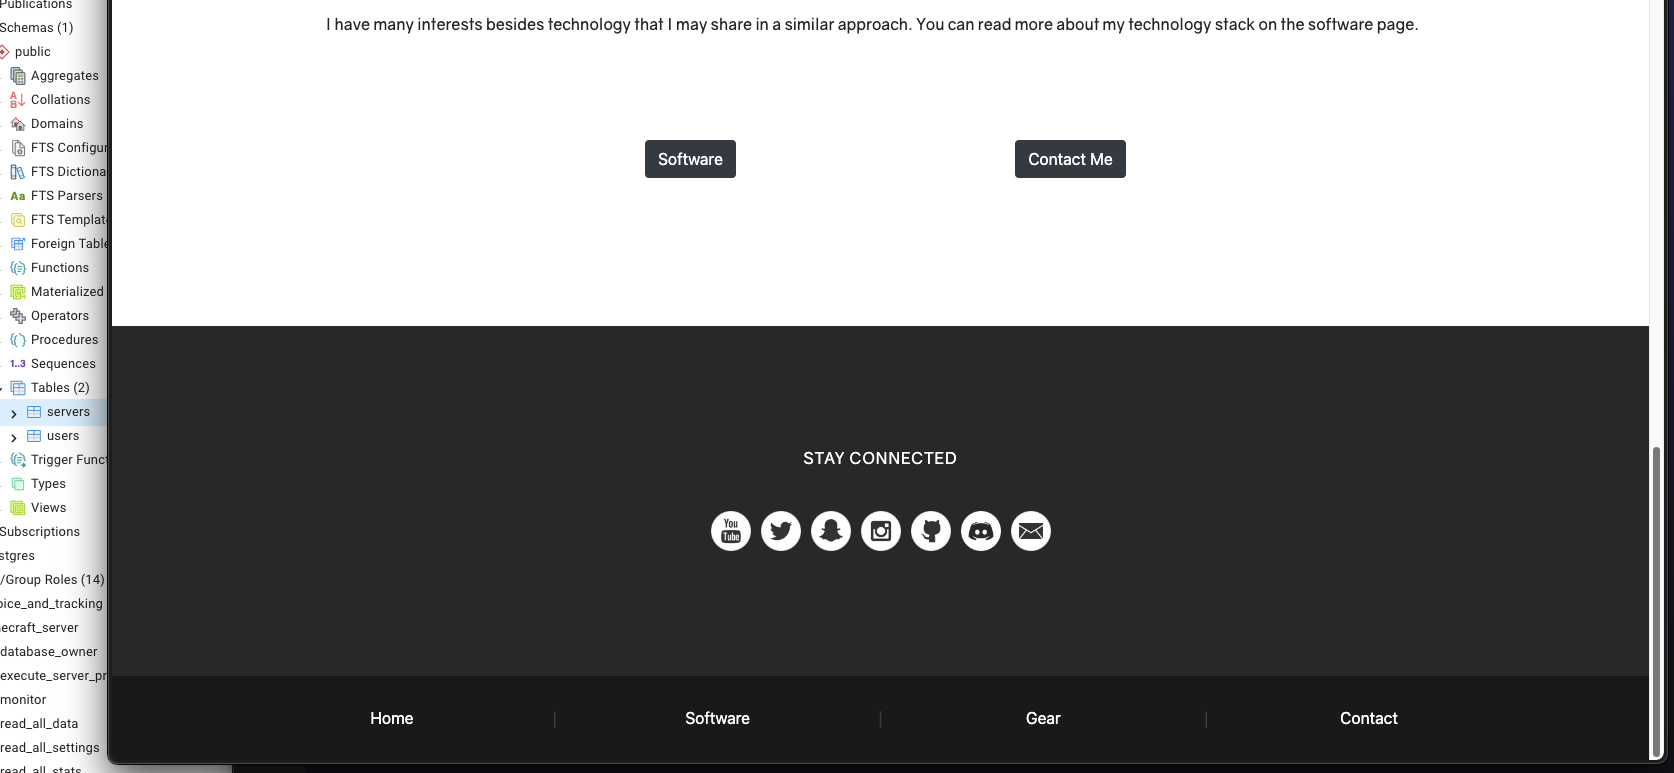 Publications
Schemas (1)
public
Aggregates
Collations
Domains
FTS Configur
FTS Dictiona
FTS Parsers
FTS Templat
Foreign Table
Functions
Materialized
Operators
Procedures
1..3 Sequences
Tables (2)
servers
users
Trigger Funct
Types
Views
Subscriptions
stgres
/Group Roles (14)
oice_and_tracking
ecraft_server
database_owner
execute_server_pr
monitor
read_all_data
read_all_settings
read_all_stats
I have many interests besides technology that I may share in a similar approach. You can read more about my technology stack on the software page.
Software
Contact Me
STAY CONNECTED
You Tube
Home
Software
Gear
Contact